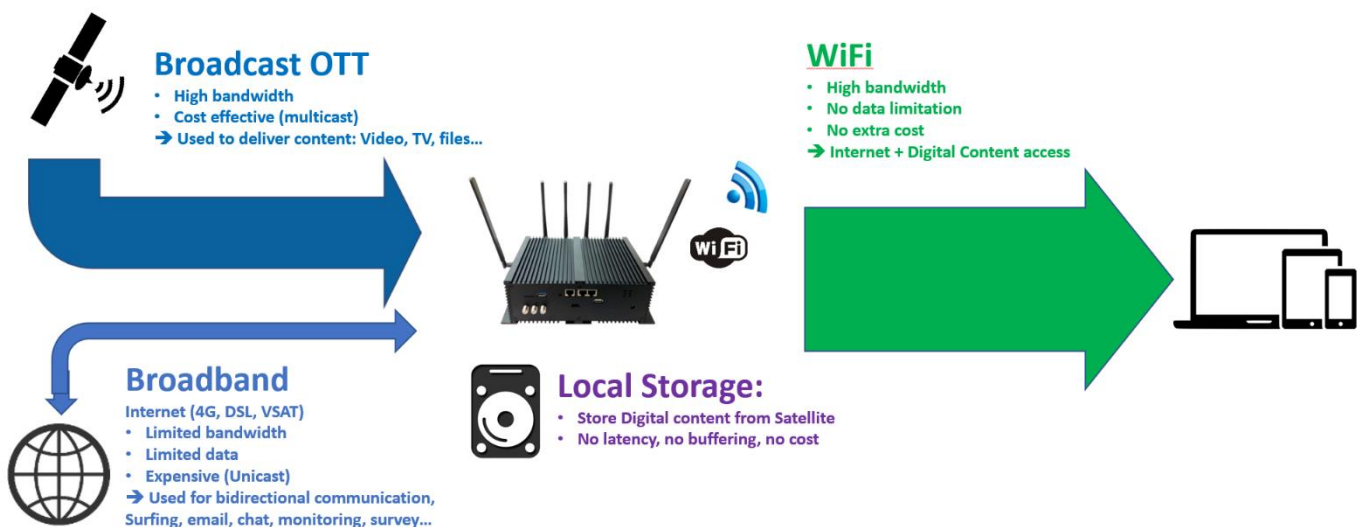 Broadcast OTT
• High bandwidth
• Cost effective (multicast)
➔ Used to deliver content: Video, TV, files...
WiFi
• High bandwidth
• No data limitation
• No extra cost
➔ Internet + Digital Content access
Wi Fi
Broadband
Internet (4G, DSL, VSAT)
• Limited bandwidth
• Limited data
• Expensive (Unicast)
➔ Used for bidirectional communication,
Surfing, email, chat, monitoring, survey...
Local Storage:
• Store Digital content from Satellite
• No latency, no buffering, no cost